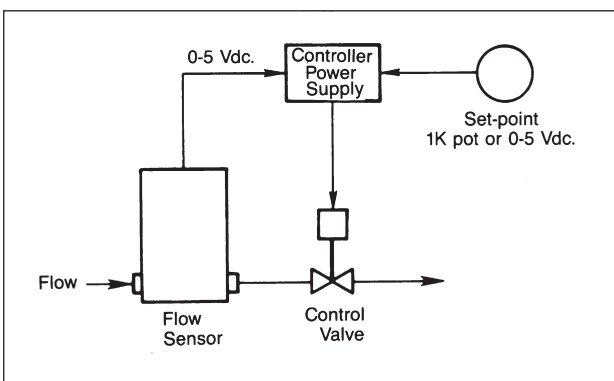 0-5 Vdc.
Controller
Power
Supply
Set-point
1K pot or 0-5 Vdc.
Flow
Flow
Sensor
Control
Valve